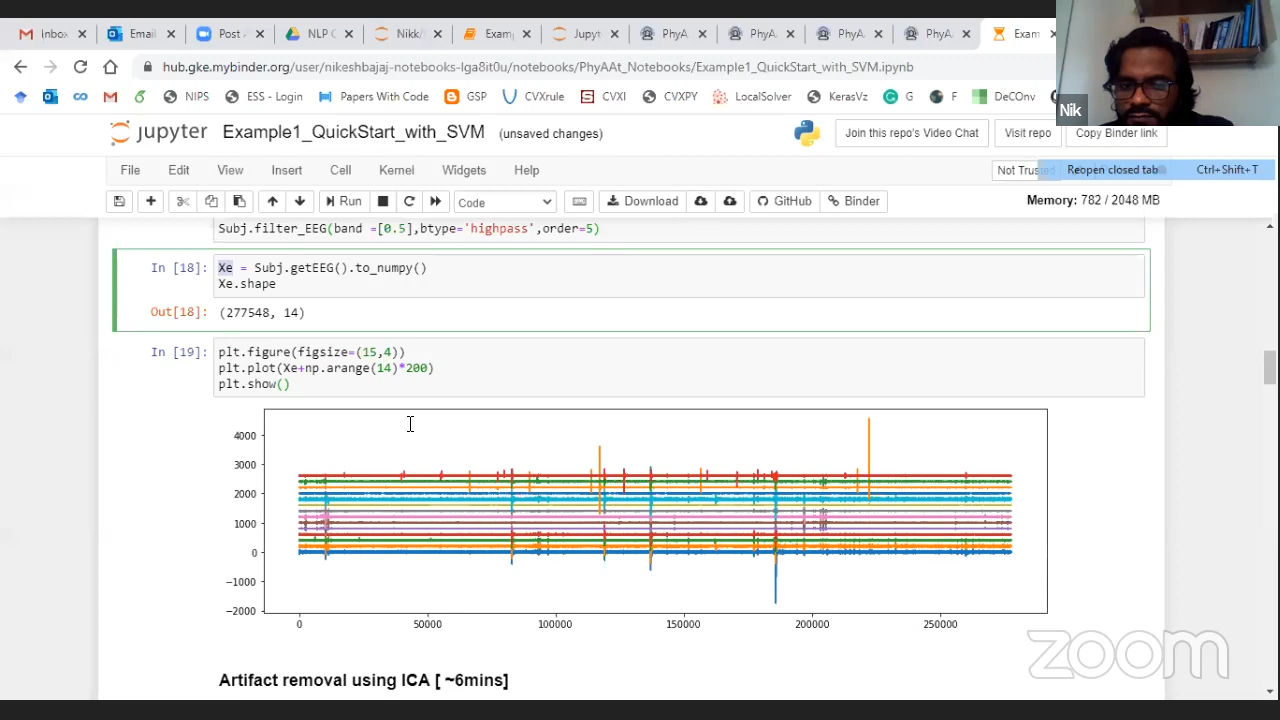 Inbox Email Post / NLP C Nikk/ Examp Jupyt PhyA. PhyA. PhyA. PhyA. Exam
hub.gke.mybinder.org/user/nikeshbajaj-notebooks-lga8it0u/notebooks/PhyAAt_Notebooks/Example1_QuickStart_with_SVM.ipynb
NIPS ESS - Login Papers With Code GSP CVXrule CVXI CVXPY LocalSolver KerasVz G F DeCOnv
Nik
jupyter Example1_QuickStart_with_SVM (unsaved changes) Join this repo's Video Chat Visit repo Copy Binder link
File Edit View Insert Cell Kernel Widgets Help Not Trusted Reopen closed tab Ctrl+Shift+T
Run Code Download GitHub Binder Memory: 782 / 2048 MB
Subj.filter_EEG(band =[0.5],btype='highpass',order=5)
In [18]: Xe = Subj.getEEG().to_numpy()
Xe.shape
Out[18]: (277548, 14)
In [19]: plt.figure(figsize=(15,4))
plt.plot(Xe+np.arange(14)*200)
plt.show()
4000
3000
2000
1000
0
−1000
−2000
0 50000 100000 150000 200000 250000
zoom
Artifact removal using ICA [ ~6mins]